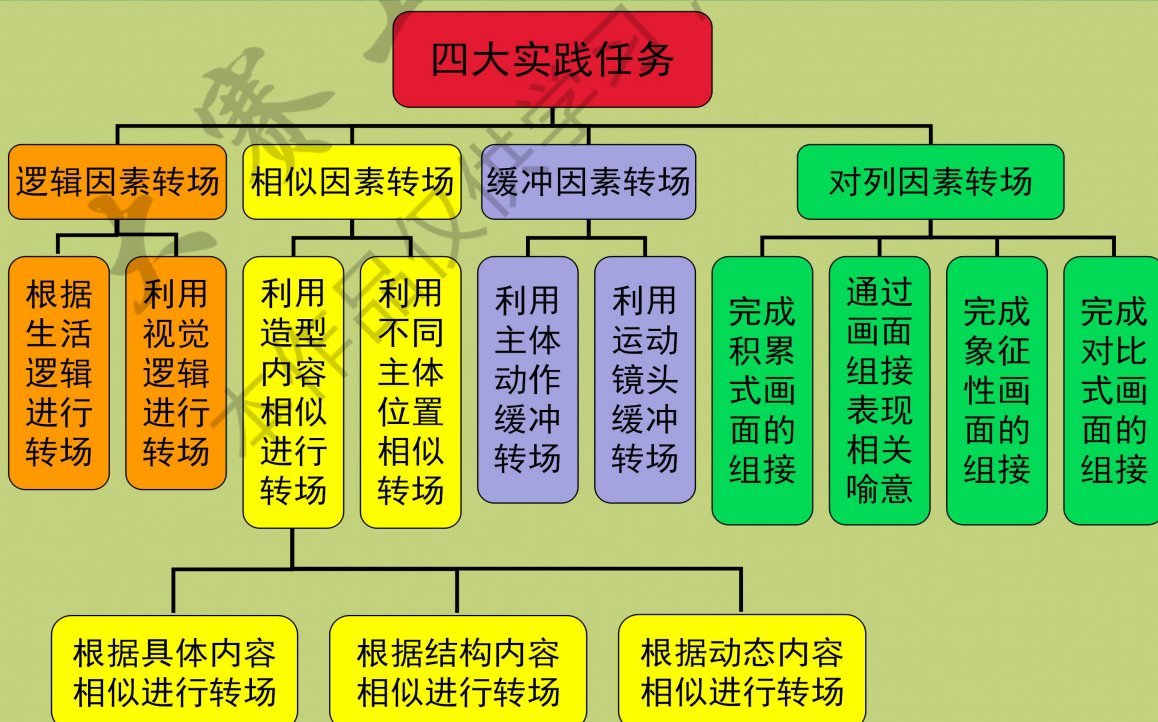 四大实践任务
逻辑因素转场
相似因素转场
缓冲因素转场
对列因素转场
根据
生活
逻辑
进行
转场
利用
视觉
逻辑
进行
转场
利用
造型
内容
相似
进行
转场
利用
不同
主体
位置
相似
转场
利用
主体
动作
缓冲
转场
利用
运动
镜头
缓冲
转场
完成
积累
式画
面的
组接
通过
画面
组接
表现
相关
喻意
完成
象征
性画
面的
组接
完成
对比
式画
面的
组接
根据具体内容
相似进行转场
根据结构内容
相似进行转场
根据动态内容
相似进行转场
大赛
本作品仅供学习